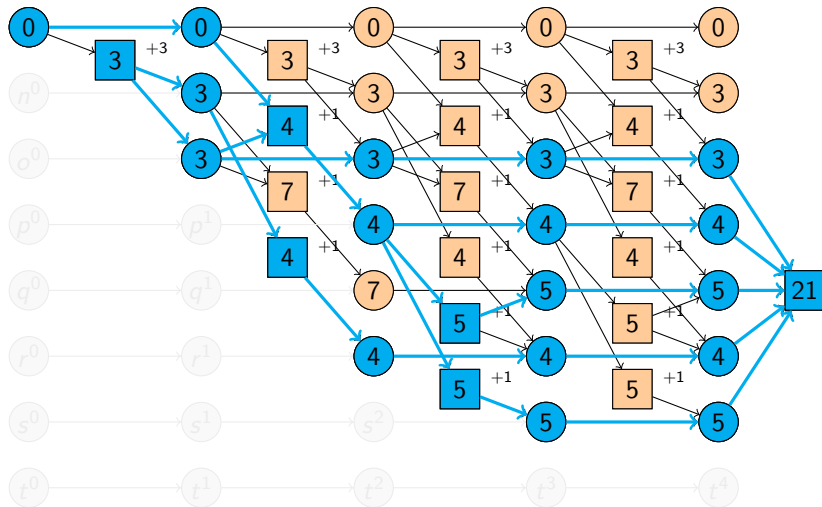 0 0 0 0 0
3 +3 3 +3 3 +3 3 +3
n⁰ 3 3 3 3
4 +1 4 +1 4 +1
o⁰ 3 3 3 3
7 +1 7 +1 7 +1
p⁰ p¹ 4 4 4
4 +1 4 +1 4 +1
q⁰ q¹ 7 5 5 21
5 +1 5 +1
r⁰ r¹ 4 4 4
5 +1 5 +1
s⁰ s¹ s² 5 5
t⁰ t¹ t² t³ t⁴